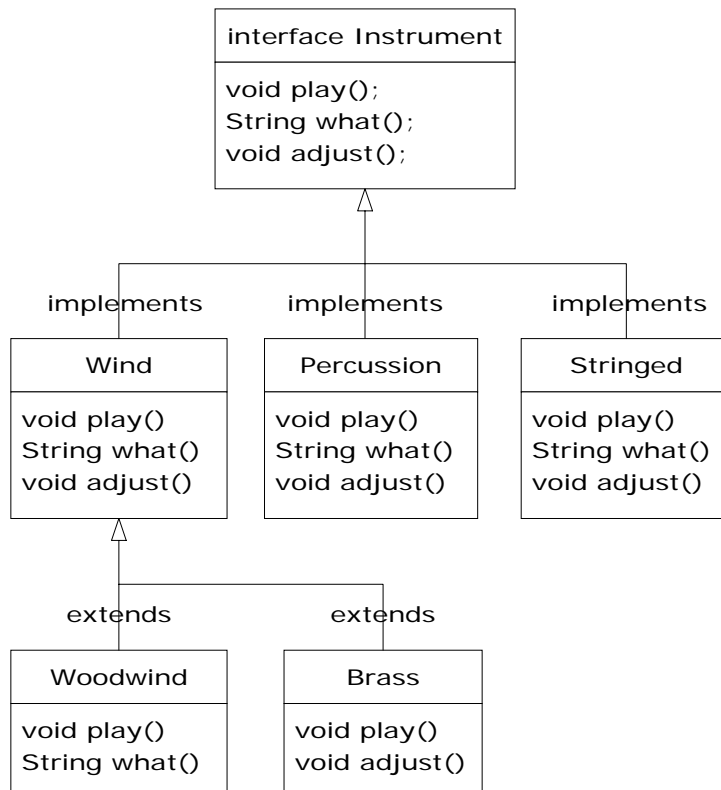 interface Instrument
void play();
String what();
void adjust();
implements
implements
implements
Wind
void play()
String what()
void adjust()
Percussion
void play()
String what()
void adjust()
Stringed
void play()
String what()
void adjust()
extends
extends
Woodwind
void play()
String what()
Brass
void play()
void adjust()